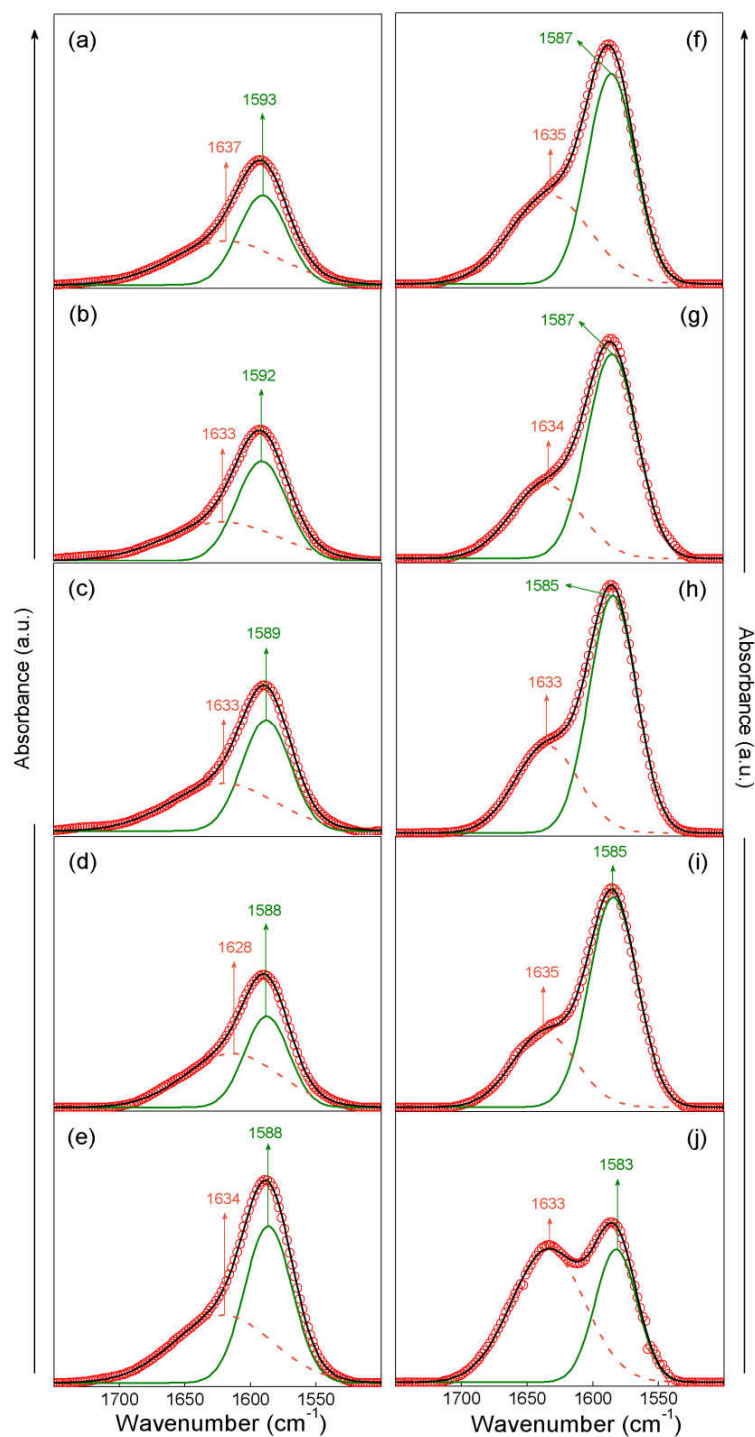 (a)
1593
1637
(b)
1592
1633
(c)
1589
1633
(d)
1588
1628
(e)
1588
1634
1700 1650 1600 1550
Wavenumber (cm-1)
Absorbance (a.u.)
(f)
1587
1635
(g)
1587
1634
(h)
1585
1633
(i)
1585
1635
(j)
1583
1633
1700 1650 1600 1550
Wavenumber (cm-1)
Absorbance (a.u.)